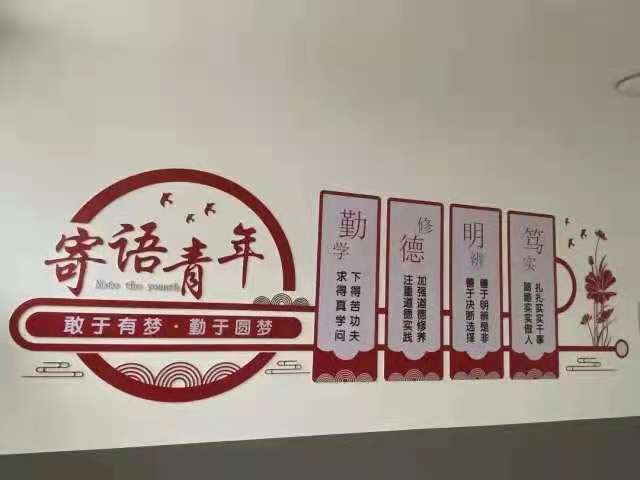 寄语青年
Note the youth
敢于有梦·勤于圆梦
勤学
下得苦功夫
求得真学问
修德
加强道德修养
注重道德实践
明辨
善于明辨是非
善于决断选择
笃实
扎扎实实干事
踏踏实实做人